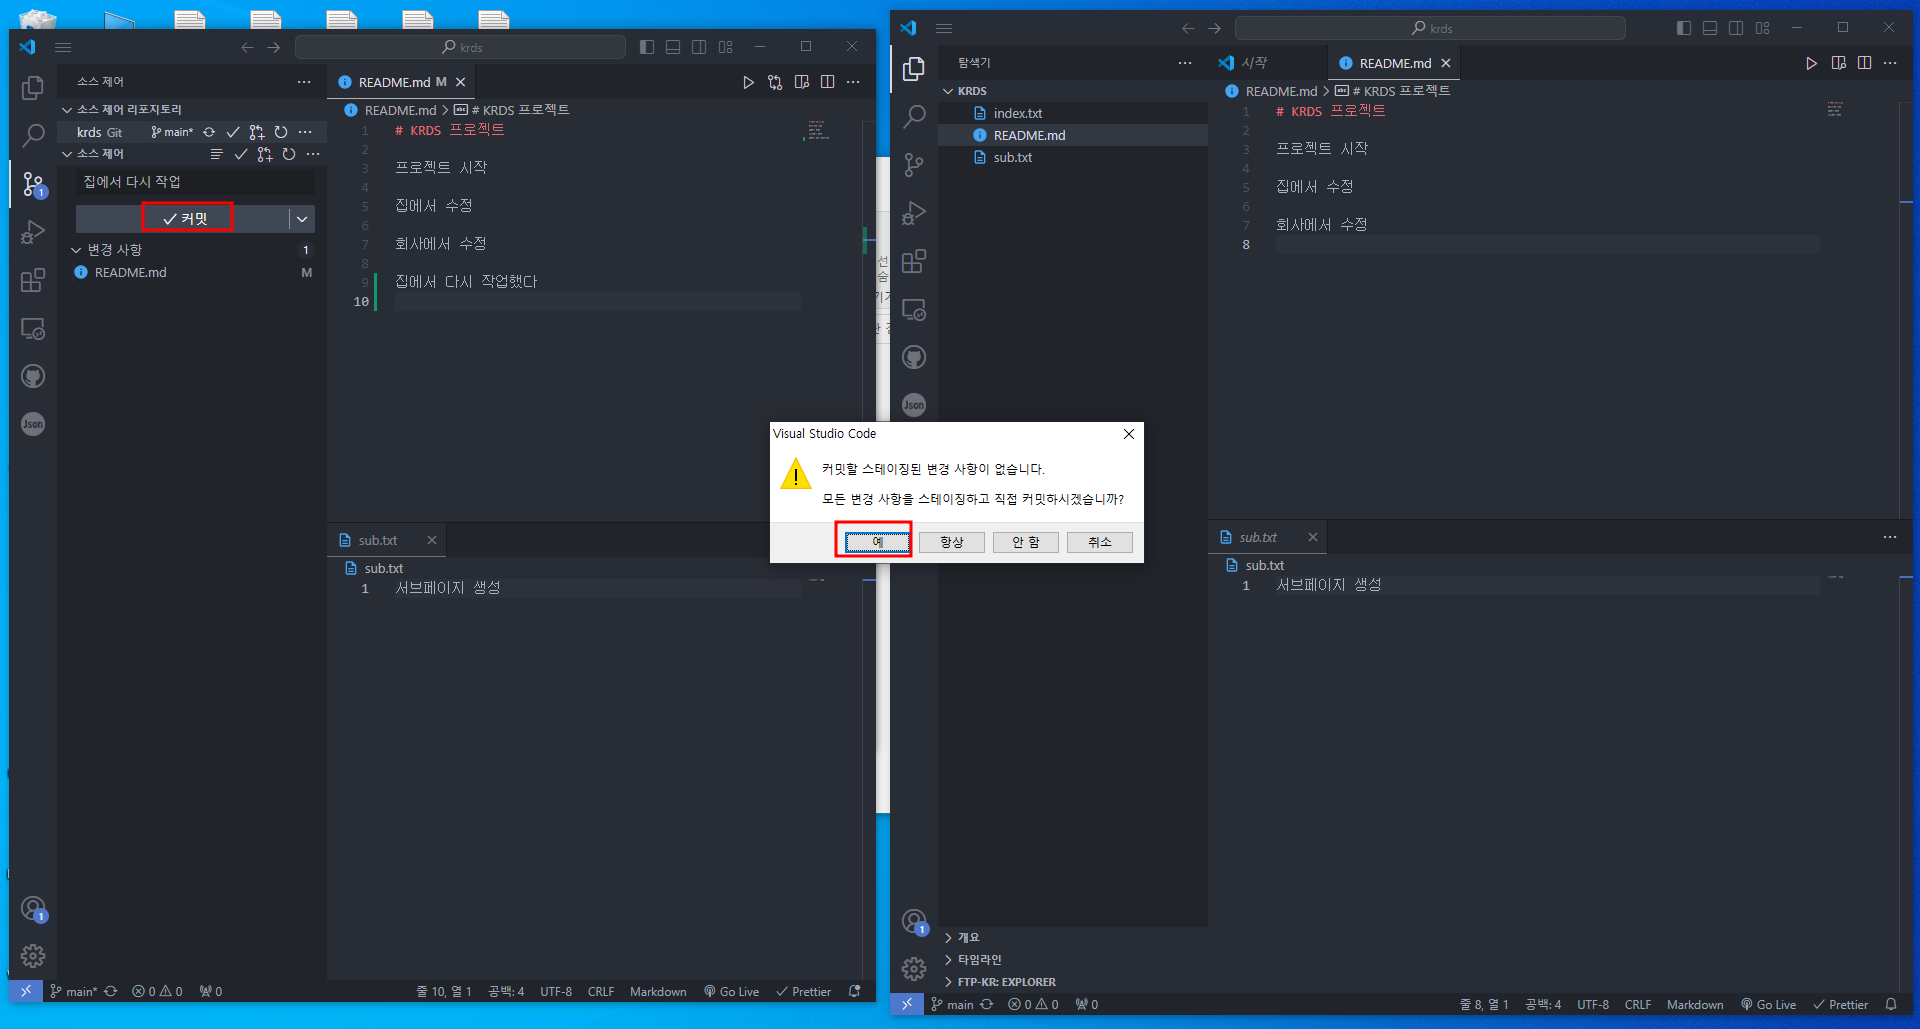 krds
소스 제어
소스 제어 리포지토리
krds Git main*
소스 제어
집에서 다시 작업
커밋
변경 사항 1
README.md M
1
README.md M
README.md > # KRDS 프로젝트
1 # KRDS 프로젝트
2
3 프로젝트 시작
4
5 집에서 수정
6
7 회사에서 수정
8
9 집에서 다시 작업했다
10
sub.txt
sub.txt
1 서브페이지 생성
Json
1
main* 0 0 0 줄 10, 열 1 공백: 4 UTF-8 CRLF Markdown Go Live Prettier
Visual Studio Code
커밋할 스테이징된 변경 사항이 없습니다.
모든 변경 사항을 스테이징하고 직접 커밋하시겠습니까?
예 항상 안 함 취소
krds
탐색기
KRDS
index.txt
README.md
sub.txt
시작 README.md
README.md > # KRDS 프로젝트
1 # KRDS 프로젝트
2
3 프로젝트 시작
4
5 집에서 수정
6
7 회사에서 수정
8
sub.txt
sub.txt
1 서브페이지 생성
Json
1
개요
타임라인
FTP-KR: EXPLORER
main 0 0 0 줄 8, 열 1 공백: 4 UTF-8 CRLF Markdown Go Live Prettier